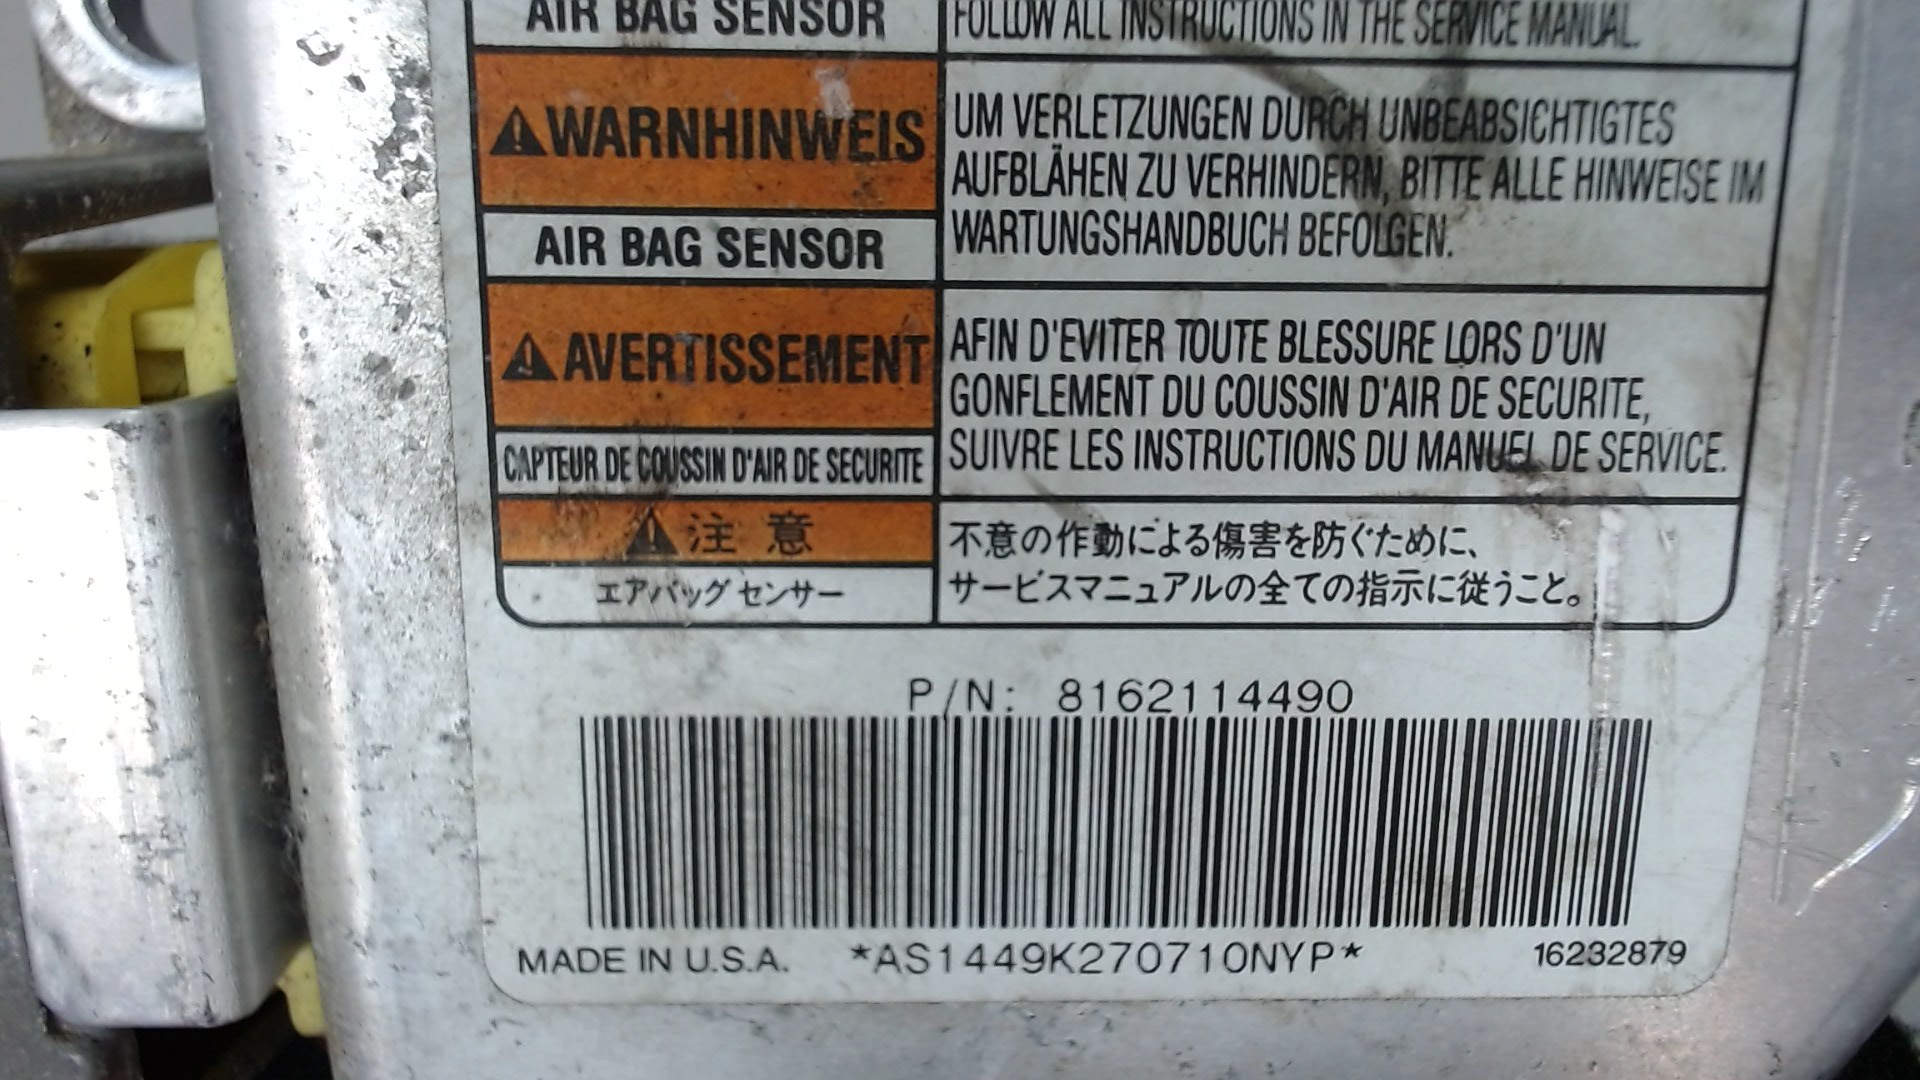 AIR BAG SENSOR
FOLLOW ALL INSTRUCTIONS IN THE SERVICE MANUAL.
WARNHINWEIS
AIR BAG SENSOR
UM VERLETZUNGEN DURCH UNBEABSICHTIGTES
AUFBLÄHEN ZU VERHINDERN, BITTE ALLE HINWEISE IM
WARTUNGSHANDBUCH BEFOLGEN.
AVERTISSEMENT
CAPTEUR DE COUSSIN D'AIR DE SECURITE
AFIN D'EVITER TOUTE BLESSURE LORS D'UN
GONFLEMENT DU COUSSIN D'AIR DE SECURITE,
SUIVRE LES INSTRUCTIONS DU MANUEL DE SERVICE.
注意
エアバッグ センサー
不意の作動による傷害を防ぐために、
サービスマニュアルの全ての指示に従うこと。
P/N: 8162114490
MADE IN U.S.A. *AS1449K270710NYP* 16232879